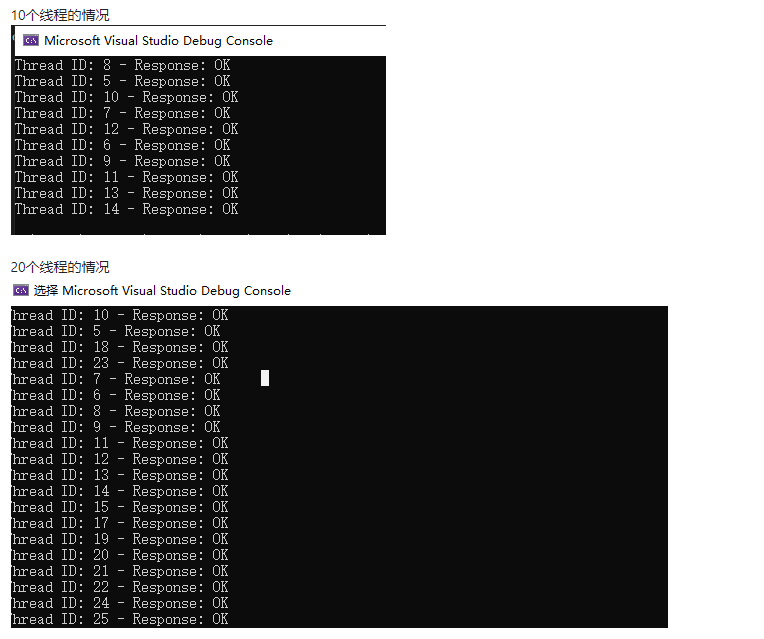 10个线程的情况
Microsoft Visual Studio Debug Console
Thread ID: 8 - Response: OK
Thread ID: 5 - Response: OK
Thread ID: 10 - Response: OK
Thread ID: 7 - Response: OK
Thread ID: 12 - Response: OK
Thread ID: 6 - Response: OK
Thread ID: 9 - Response: OK
Thread ID: 11 - Response: OK
Thread ID: 13 - Response: OK
Thread ID: 14 - Response: OK
20个线程的情况
选择 Microsoft Visual Studio Debug Console
hread ID: 10 - Response: OK
hread ID: 5 - Response: OK
hread ID: 18 - Response: OK
hread ID: 23 - Response: OK
hread ID: 7 - Response: OK
hread ID: 6 - Response: OK
hread ID: 8 - Response: OK
hread ID: 9 - Response: OK
hread ID: 11 - Response: OK
hread ID: 12 - Response: OK
hread ID: 13 - Response: OK
hread ID: 14 - Response: OK
hread ID: 15 - Response: OK
hread ID: 17 - Response: OK
hread ID: 19 - Response: OK
hread ID: 20 - Response: OK
hread ID: 21 - Response: OK
hread ID: 22 - Response: OK
hread ID: 24 - Response: OK
hread ID: 25 - Response: OK